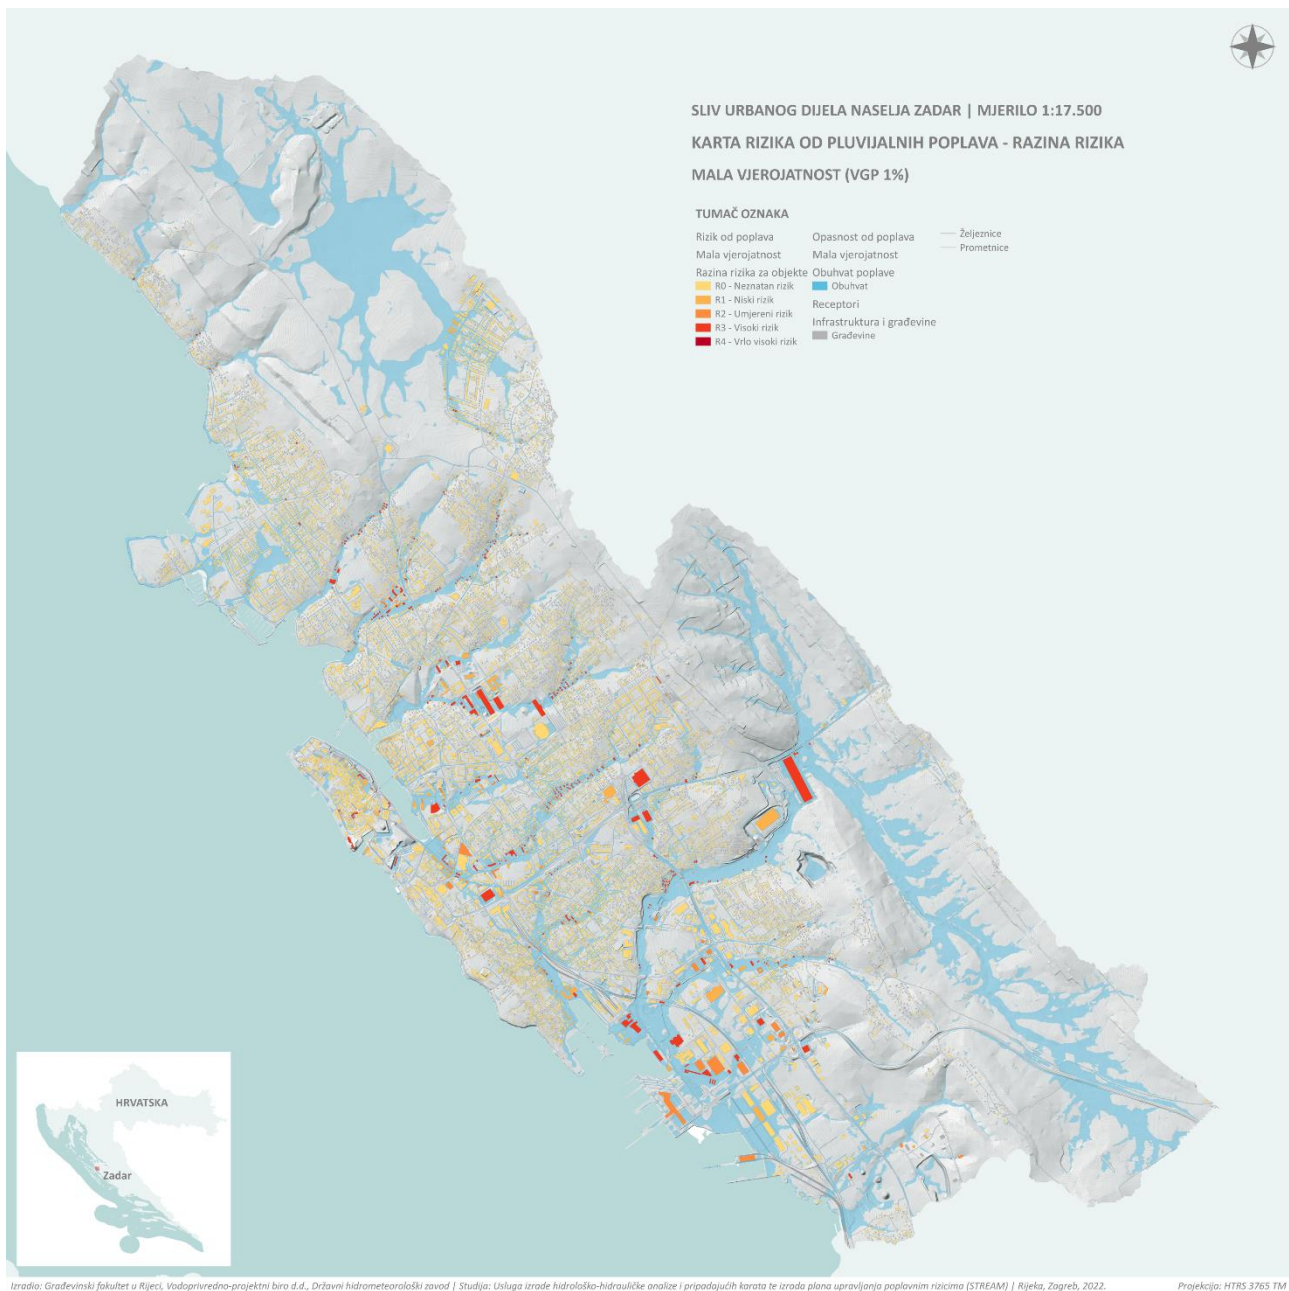 SLIV URBANOG DIJELA NASELJA ZADAR | MJERILO 1:17.500
KARTA RIZIKA OD PLUVIJALNIH POPLAVA - RAZINA RIZIKA
MALA VJEROJATNOST (VGP 1%)
TUMAČ OZNAKA
Rizik od poplava
Mala vjerojatnost
Razina rizika za objekte
R0 - Neznatan rizik
R1 - Niski rizik
R2 - Umjereni rizik
R3 - Visoki rizik
R4 - Vrlo visoki rizik
Opasnost od poplava
Mala vjerojatnost
Obuhvat poplave
Obuhvat
Receptori
Infrastruktura i građevine
Građevine
Željeznice
Prometnice
HRVATSKA
Zadar
Izradio: Građevinski fakultet u Rijeci, Vodoprivredno-projektni biro d.d., Državni hidrometeorološki zavod | Studija: Usluga izrade hidrološko-hidrauličke analize i pripadajućih karata te izrada plana upravljanja poplavnim rizicima (STREAM) | Rijeka, Zagreb, 2022.
Projekcija: HTRS 3765 TM